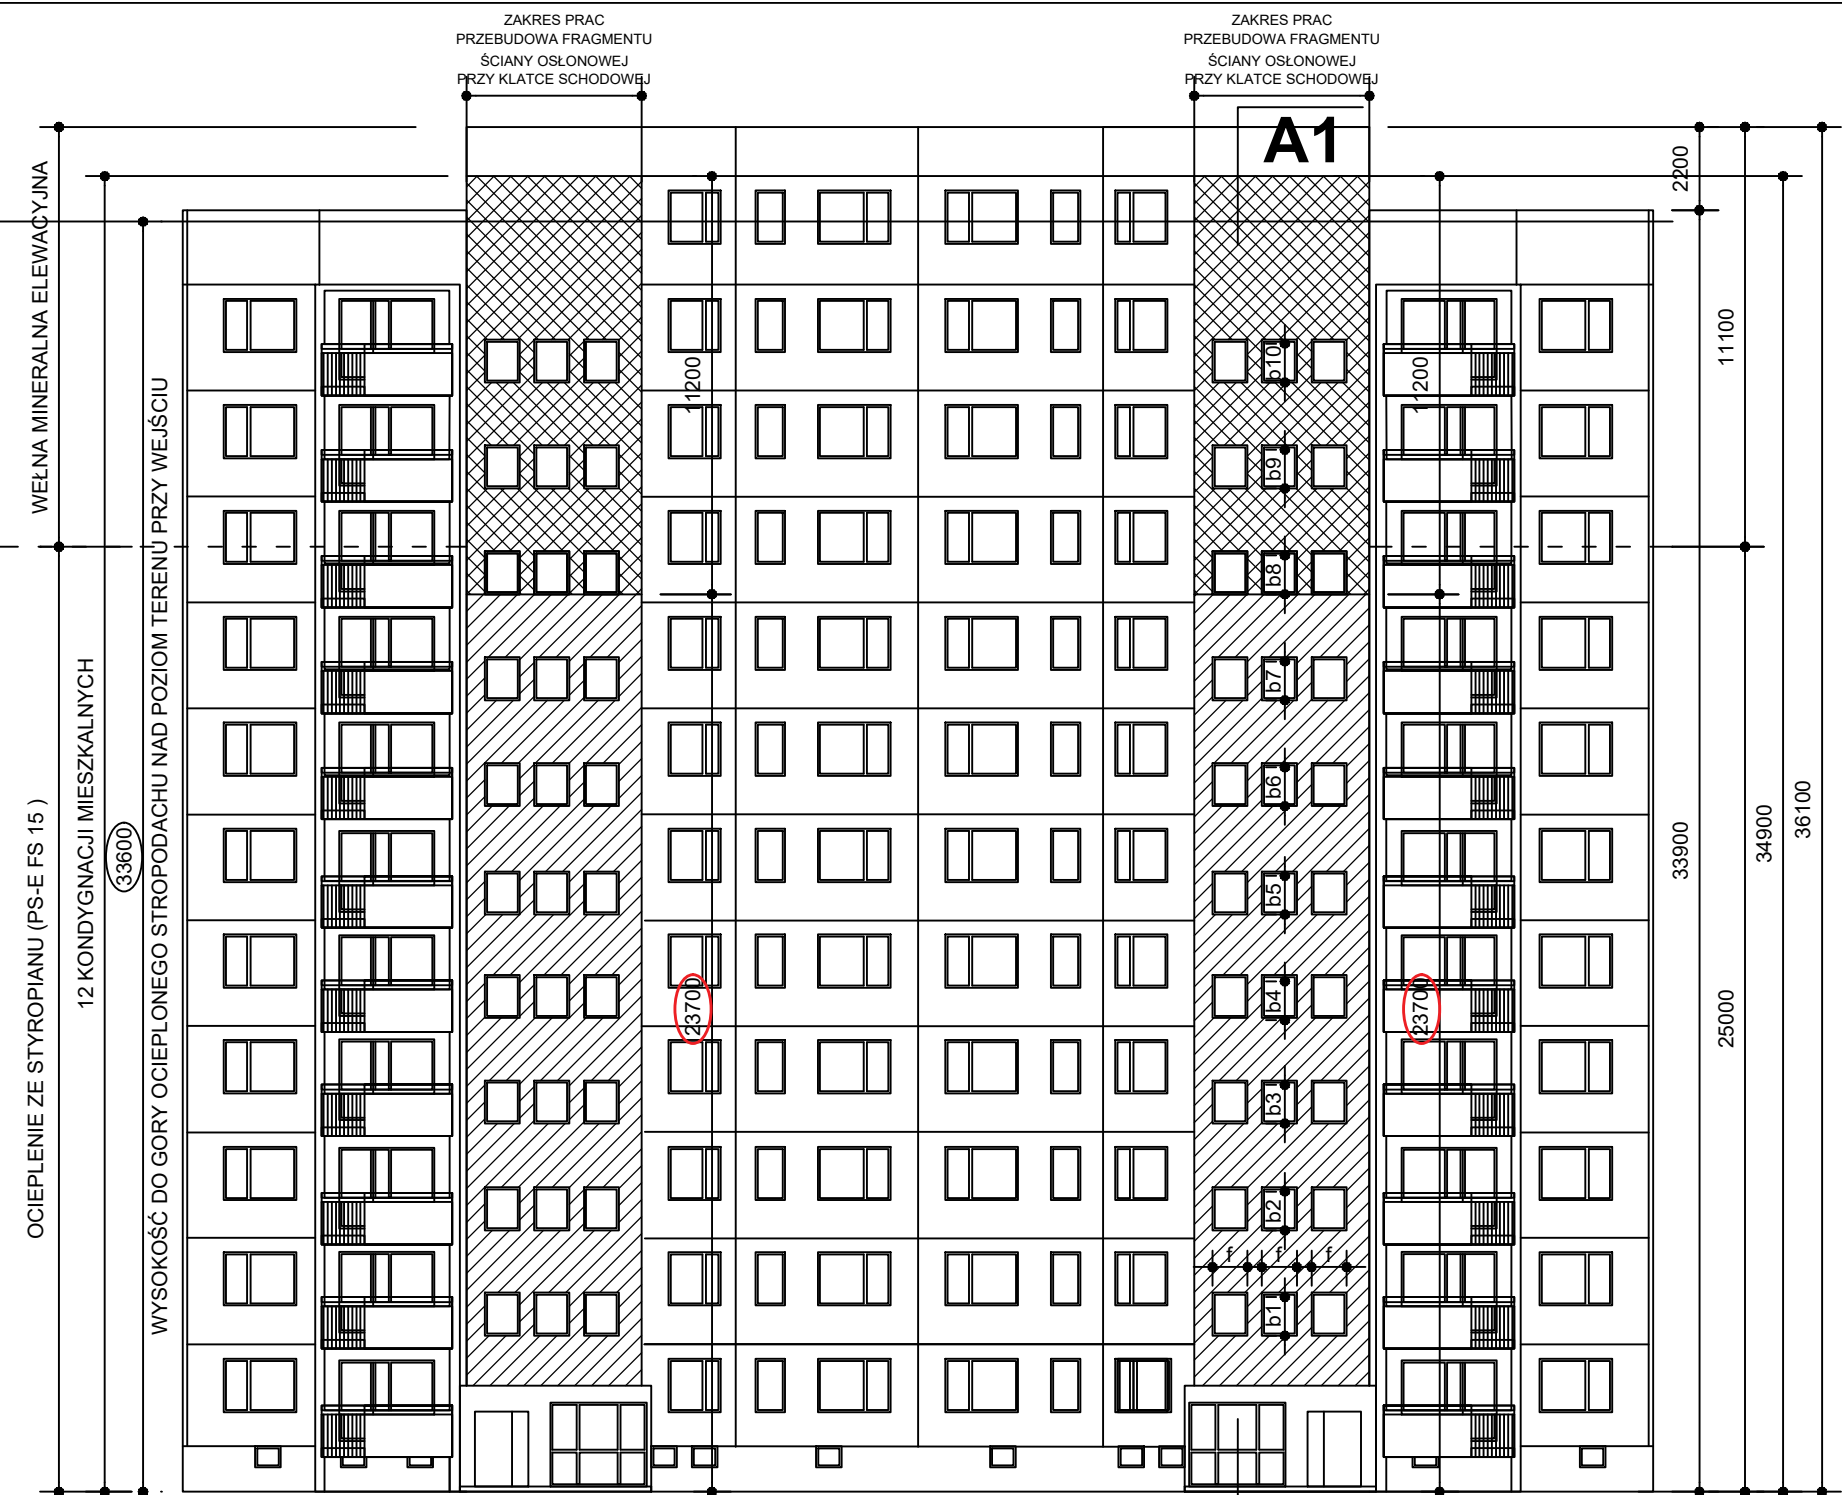 ZAKRES PRAC
PRZEBUDOWA FRAGMENTU
ŚCIANY OSŁONOWEJ
PRZY KLATCE SCHODOWEJ
ZAKRES PRAC
PRZEBUDOWA FRAGMENTU
ŚCIANY OSŁONOWEJ
PRZY KLATCE SCHODOWEJ
A1
WEŁNA MINERALNA ELEWACYJNA
OCIEPLENIE ZE STYROPIANU (PS-E FS 15 )
12 KONDYGNACJI MIESZKALNYCH
33600
WYSOKOŚĆ DO GORY OCIEPLONEGO STROPODACHU NAD POZIOM TERENU PRZY WEJŚCIU
11200
23700
b10
b9
b8
b7
b6
b5
b4
b3
b2
f f f
b1
11200
23700
2200
33900
11100
25000
34900
36100